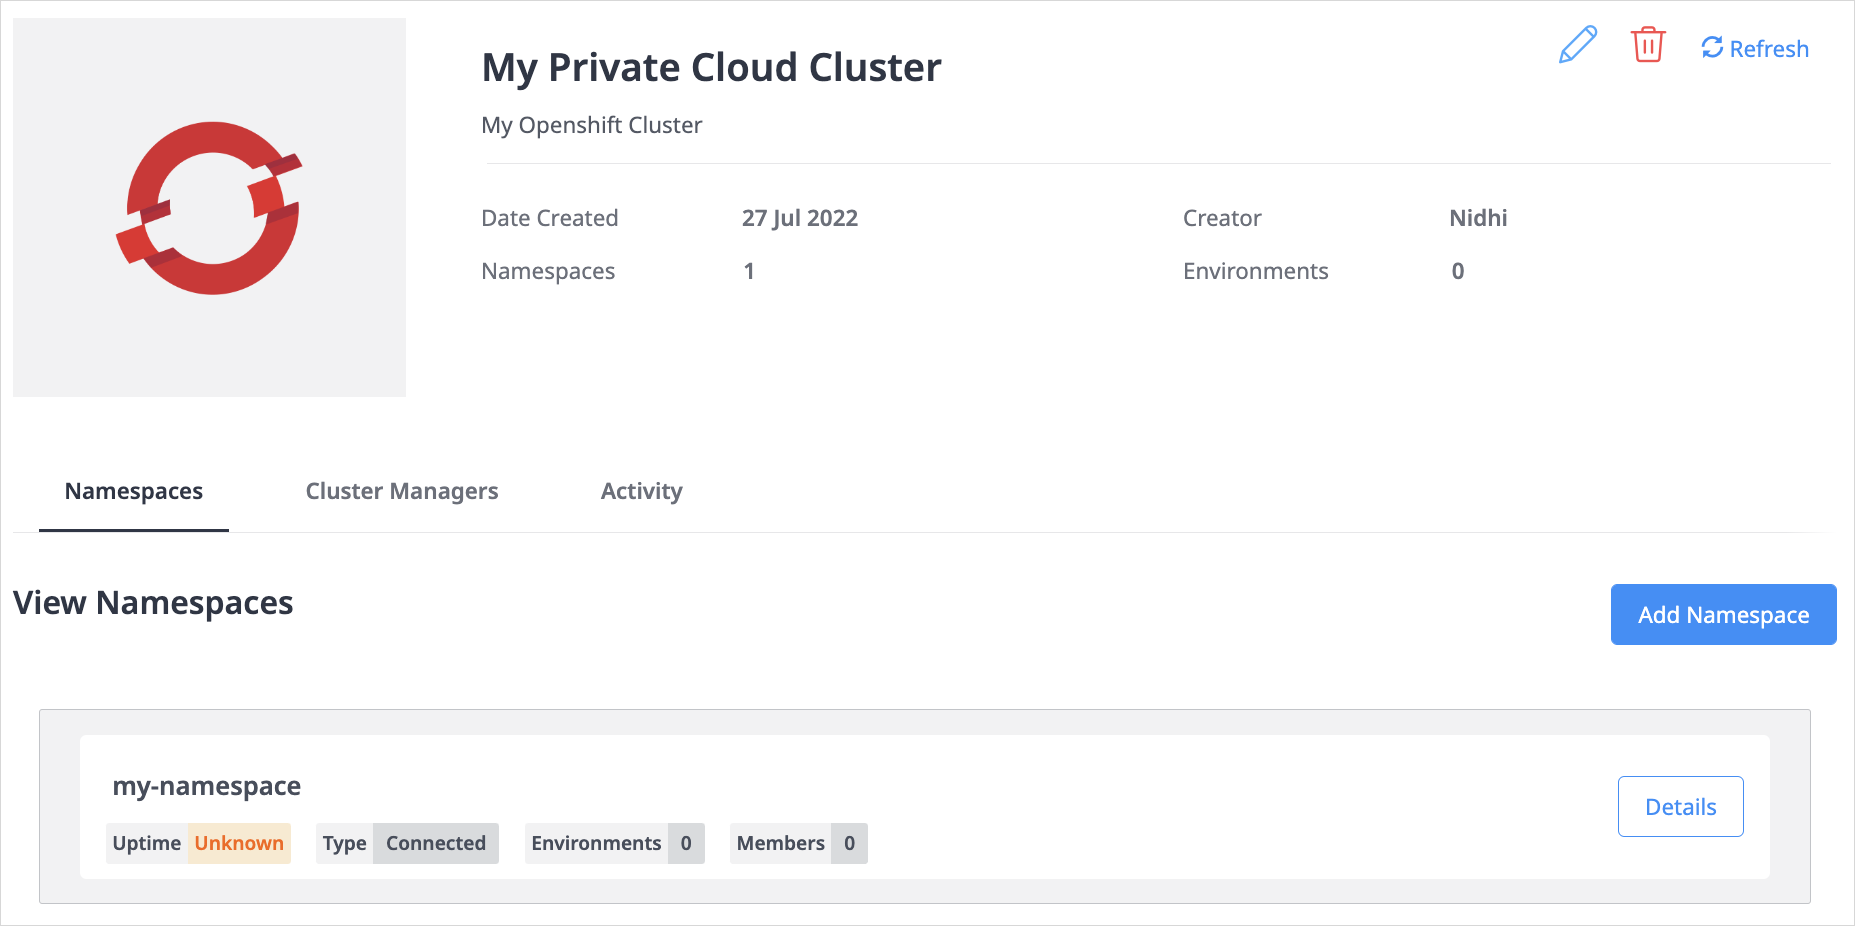 My Private Cloud Cluster
Refresh
My Openshift Cluster
Date Created 27 Jul 2022 Creator Nidhi
Namespaces 1 Environments 0
Namespaces Cluster Managers Activity
View Namespaces
Add Namespace
my-namespace
Details
Uptime Unknown Type Connected Environments 0 Members 0